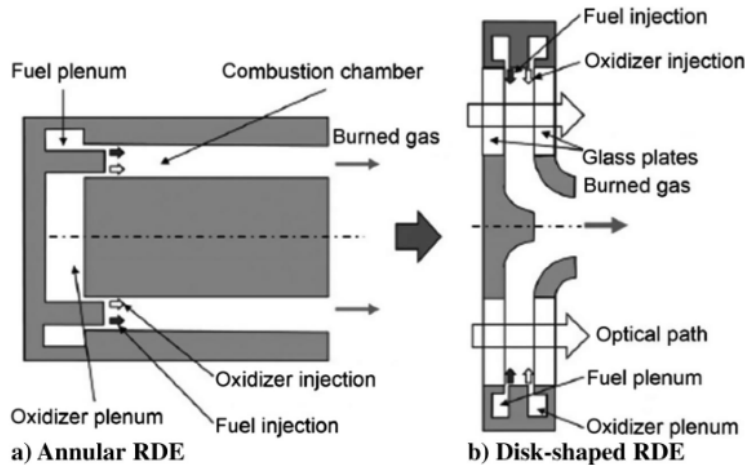 Fuel plenum
Combustion chamber
Burned gas
Oxidizer injection
Oxidizer plenum
Fuel injection
a) Annular RDE
Fuel injection
Oxidizer injection
Glass plates
Burned gas
Optical path
Fuel plenum
Oxidizer plenum
b) Disk-shaped RDE